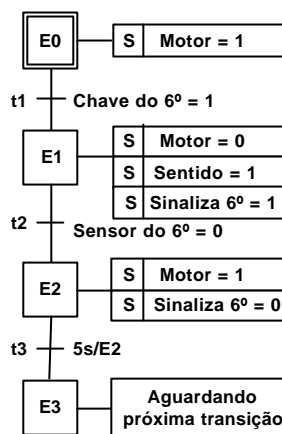 E0
S Motor = 1
t1 Chave do 6º = 1
E1
S Motor = 0
S Sentido = 1
S Sinaliza 6º = 1
t2 Sensor do 6º = 0
E2
S Motor = 1
S Sinaliza 6º = 0
t3 5s/E2
E3
Aguardando
próxima transição